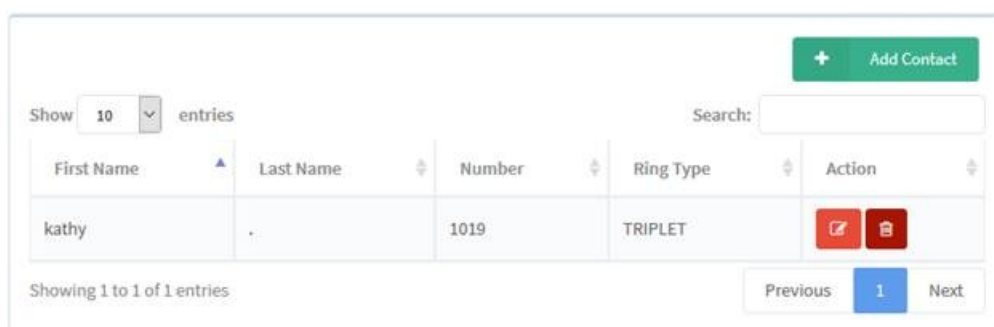 + Add Contact
Show 10 entries Search:
First Name Last Name Number Ring Type Action
kathy . 1019 TRIPLET
Showing 1 to 1 of 1 entries Previous 1 Next